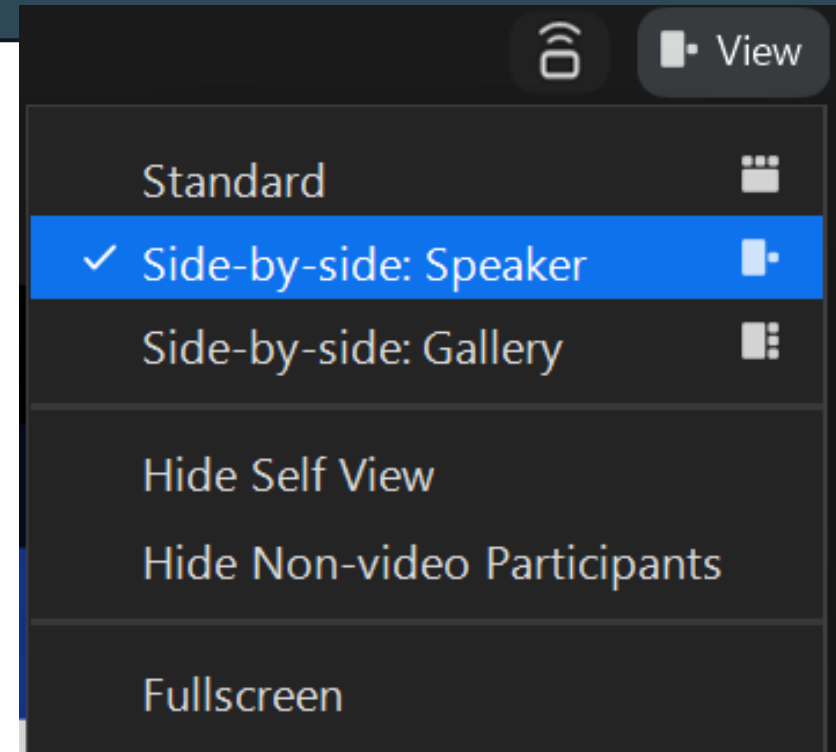 View
Standard
Side-by-side: Speaker
Side-by-side: Gallery
Hide Self View
Hide Non-video Participants
Fullscreen